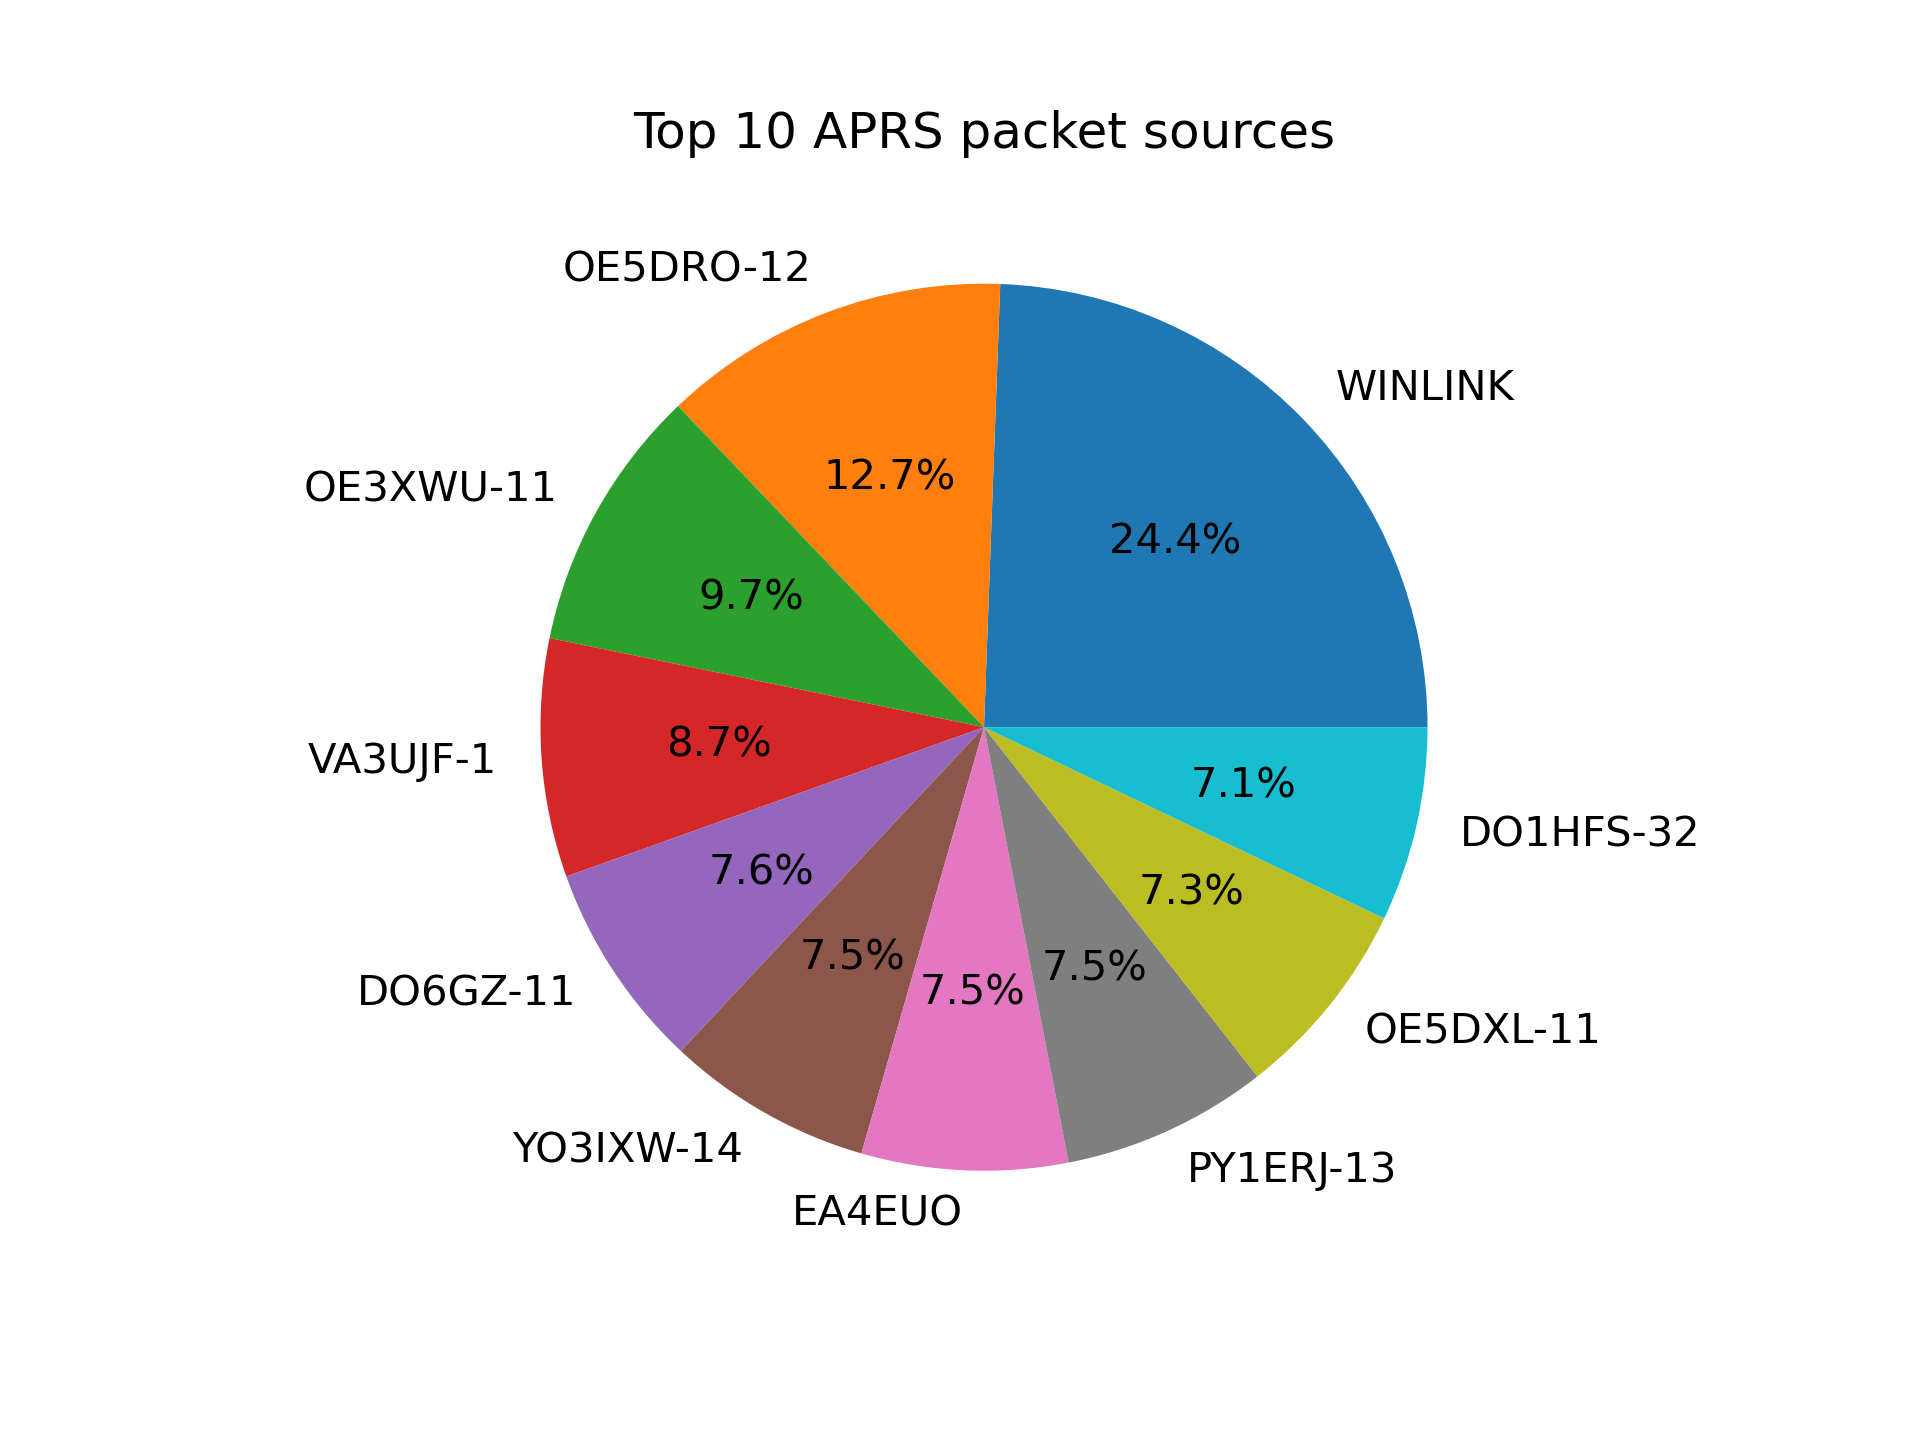 Top 10 APRS packet sources
OE5DRO-12
WINLINK
12.7%
24.4%
OE3XWU-11
9.7%
VA3UJF-1
8.7%
7.1%
DO1HFS-32
7.6%
7.3%
DO6GZ-11
7.5%
7.5%
7.5%
OE5DXL-11
YO3IXW-14
PY1ERJ-13
EA4EUO